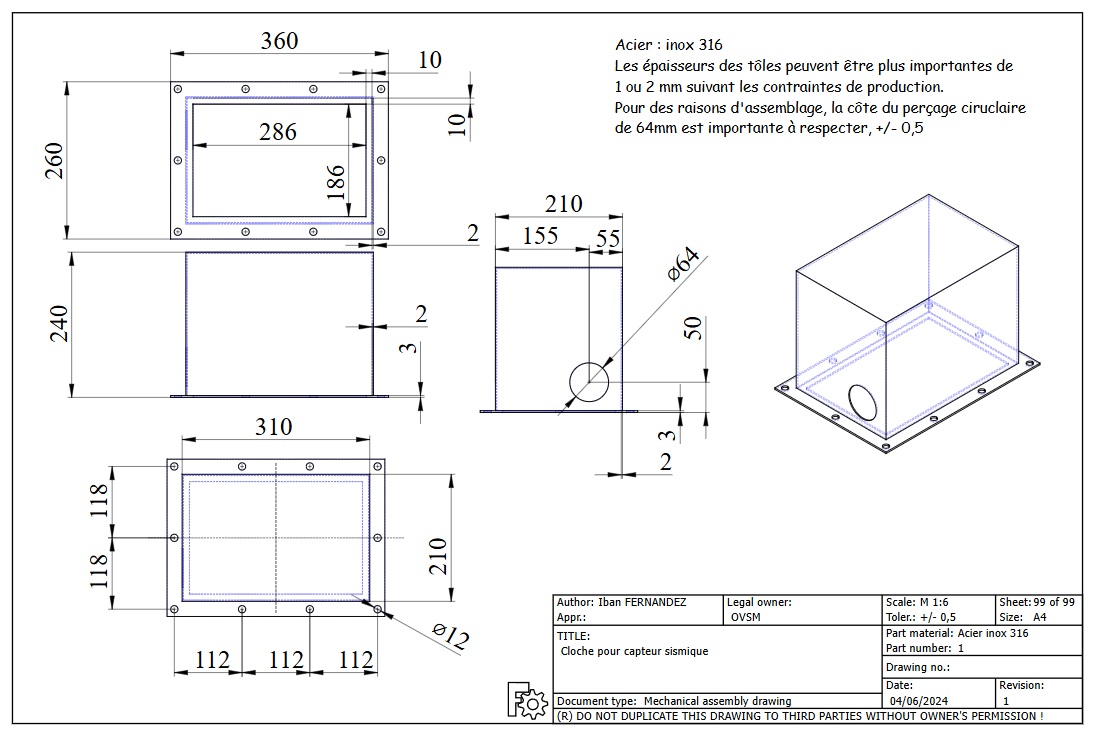 360
10
Acier : inox 316
Les épaisseurs des tôles peuvent être plus importantes de
1 ou 2 mm suivant les contraintes de production.
Pour des raisons d'assemblage, la côte du perçage ciruclaire
de 64mm est importante à respecter, +/- 0,5
260
286
186
10
2
240
2
3
210
155
55
⌀64
50
3
2
310
118
118
210
⌀12
112
112
112
Author: Iban FERNANDEZ
Appr.:
Legal owner:
OVSM
Scale: M 1:6
Toler.: +/- 0,5
Sheet: 99 of 99
Size: A4
TITLE:
Cloche pour capteur sismique
Part material: Acier inox 316
Part number: 1
Drawing no.:
Date:
04/06/2024
Revision:
1
Document type: Mechanical assembly drawing
(R) DO NOT DUPLICATE THIS DRAWING TO THIRD PARTIES WITHOUT OWNER'S PERMISSION !